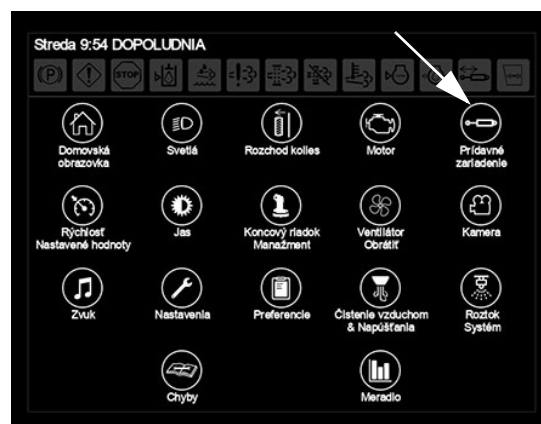 Streda 9:54 DOPOLUDNIA
(P) STOP
Domovská obrazovka
Svetlá
Rozchod kolies
Motor
Prídavné zariadenie
Rýchlosť Nastavené hodnoty
Jas
Koncový riadok Manažment
Ventilátor Obrátiť
Kamera
Zvuk
Nastavenia
Preferencie
Čistenie vzduchom & Napúšťania
Roztok Systém
Chyby
Meradlo